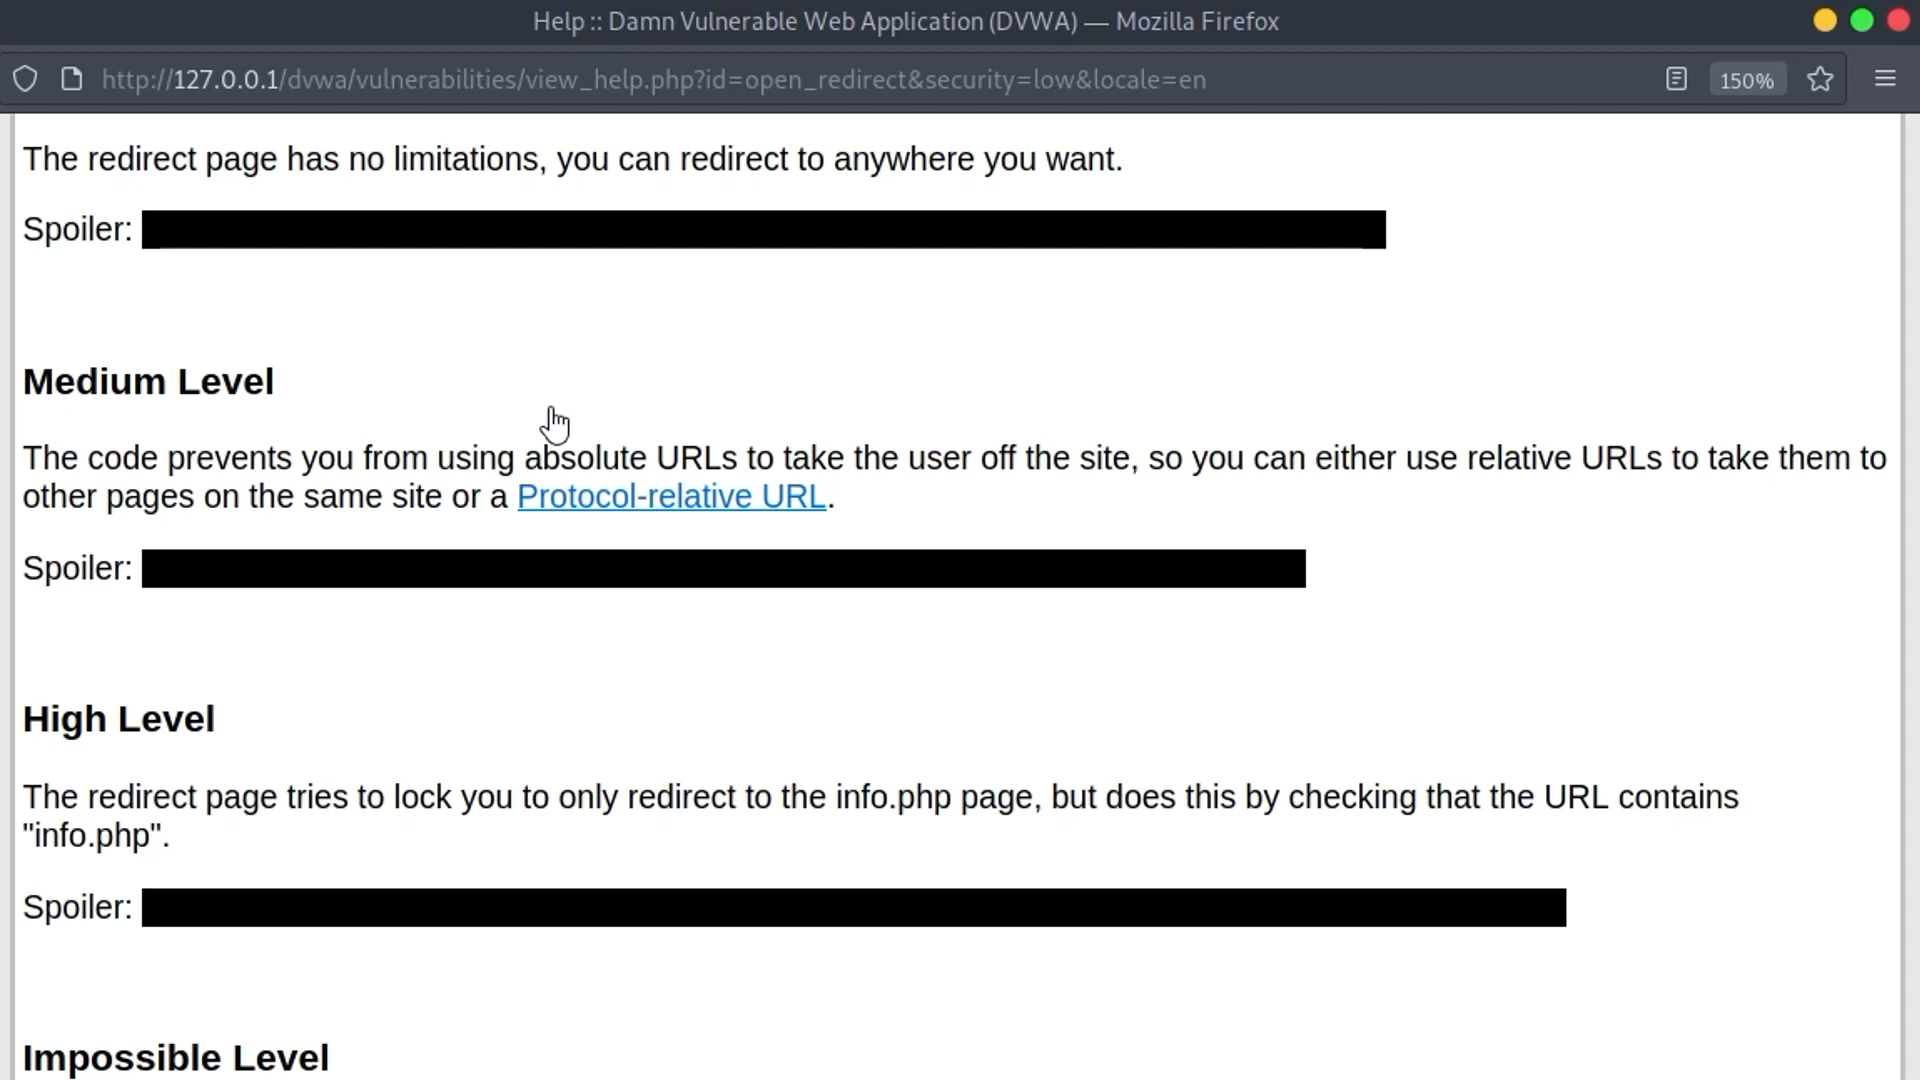 Help :: Damn Vulnerable Web Application (DVWA) — Mozilla Firefox
http://127.0.0.1/dvwa/vulnerabilities/view_help.php?id=open_redirect&security=low&locale=en
150%
The redirect page has no limitations, you can redirect to anywhere you want.
Spoiler:
Medium Level
The code prevents you from using absolute URLs to take the user off the site, so you can either use relative URLs to take them to
other pages on the same site or a Protocol-relative URL.
Spoiler:
High Level
The redirect page tries to lock you to only redirect to the info.php page, but does this by checking that the URL contains
"info.php".
Spoiler:
Impossible Level